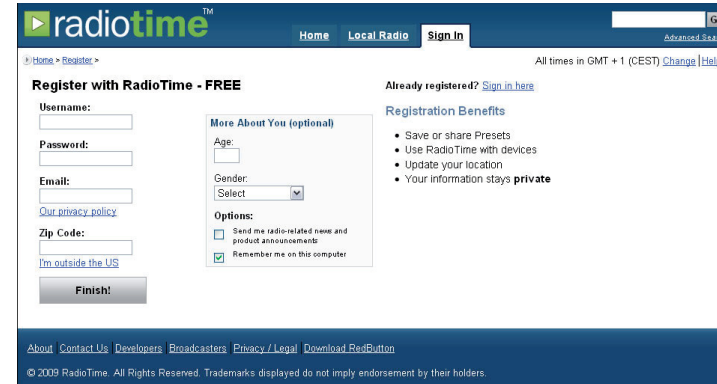 radiotime™
Home Local Radio Sign In
Home > Register >
All times in GMT + 1 (CEST) Change
Register with RadioTime - FREE
Username:
Password:
Email:
Our privacy policy
Zip Code:
I'm outside the US
Finish!
More About You (optional)
Age:
Gender:
Select
Options:
Send me radio-related news and
product announcements
Remember me on this computer
Already registered? Sign in here
Registration Benefits
• Save or share Presets
• Use RadioTime with devices
• Update your location
• Your information stays private
About Contact Us Developers Broadcasters Privacy / Legal Download RedButton
© 2009 RadioTime. All Rights Reserved. Trademarks displayed do not imply endorsement by their holders.